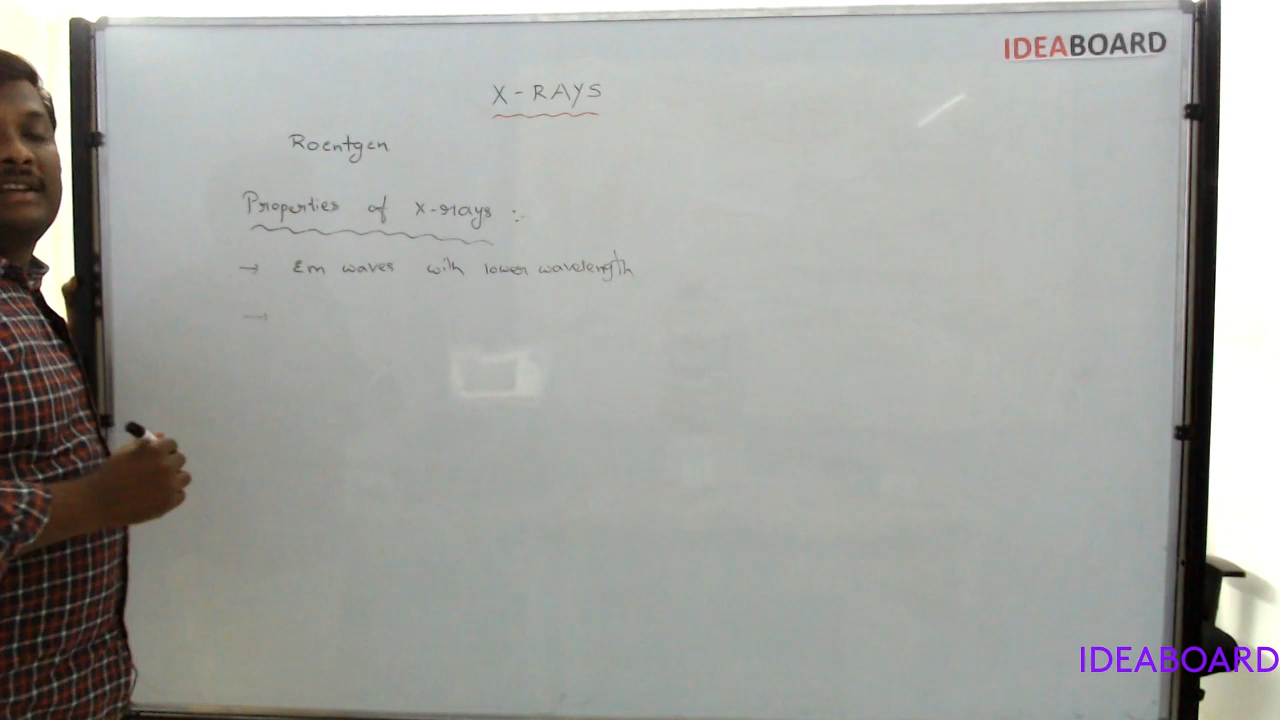 IDEABOARD
X-RAYS
Roentgen
Properties of X-rays :-
→ Em waves with lower wavelength
→
IDEABOARD